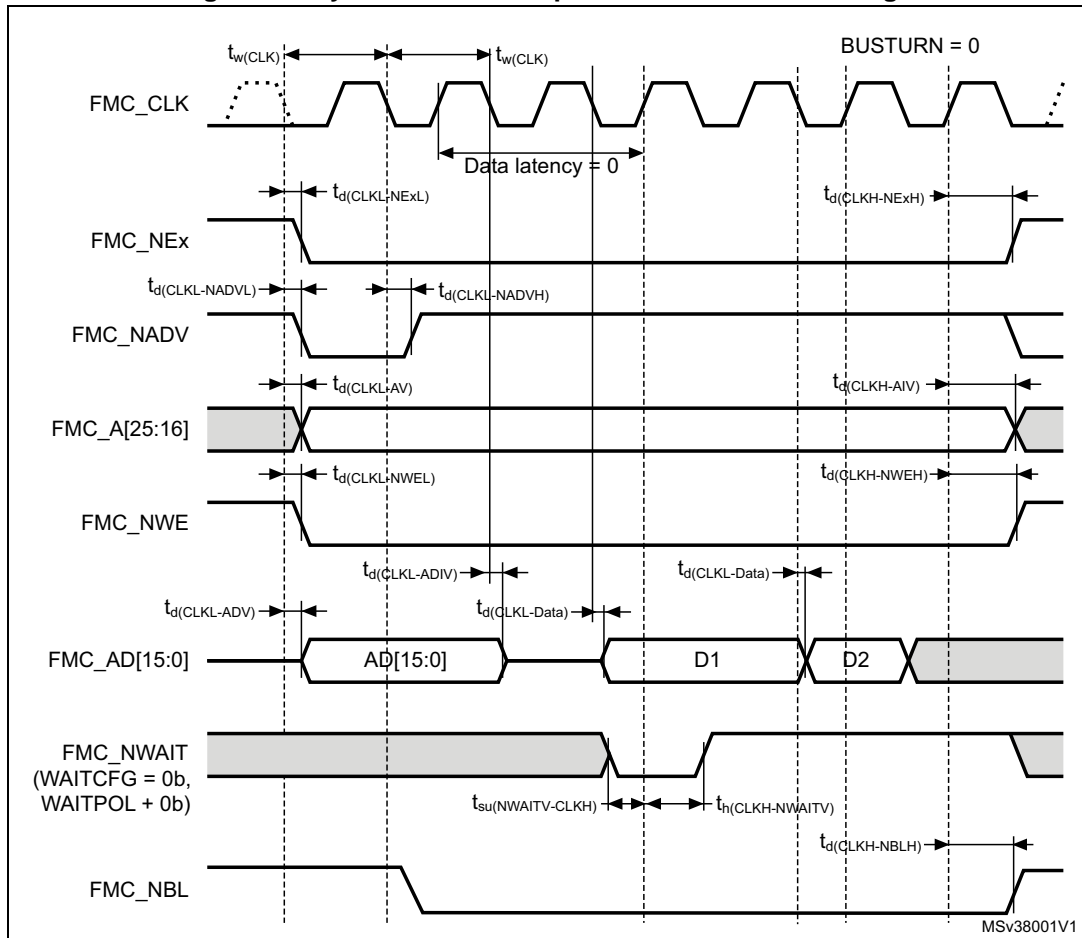 BUSTURN = 0
tw(CLK) tw(CLK)
FMC_CLK
Data latency = 0
td(CLKL-NExL) td(CLKH-NExH)
FMC_NEx
td(CLKL-NADVL) td(CLKL-NADVH)
FMC_NADV
td(CLKL-AV) td(CLKH-AIV)
FMC_A[25:16]
td(CLKL-NWEL) td(CLKH-NWEH)
FMC_NWE
td(CLKL-ADIV) td(CLKL-Data)
td(CLKL-ADV) td(CLKL-Data)
FMC_AD[15:0] AD[15:0] D1 D2
FMC_NWAIT
(WAITCFG = 0b,
WAITPOL + 0b)
tsu(NWAITV-CLKH) th(CLKH-NWAITV)
td(CLKH-NBLH)
FMC_NBL
MSv38001V1